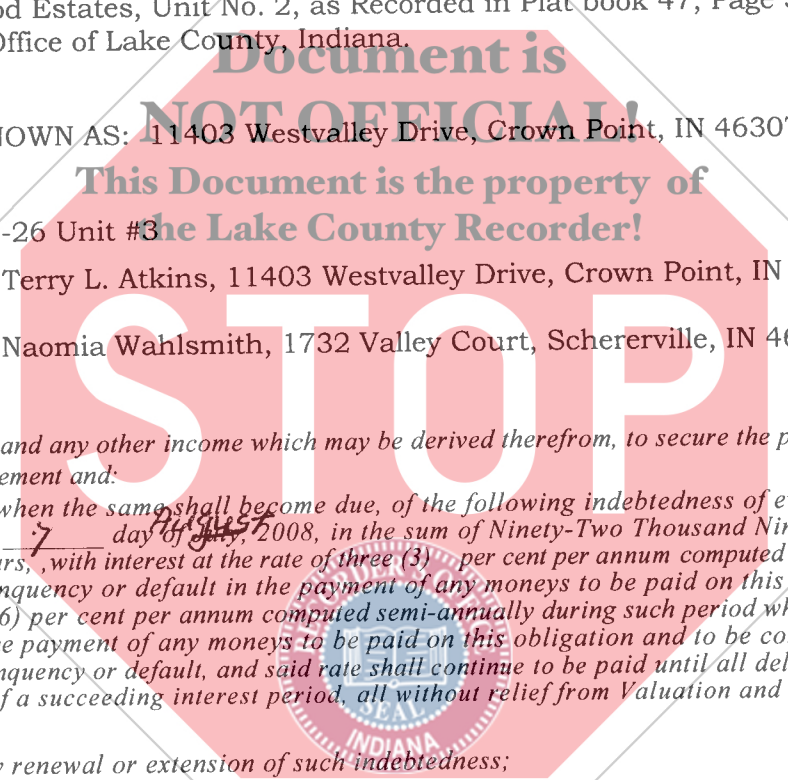 od Estates, Unit No. 2, as Recorded in Plat book 47, Page
Office of Lake County, Indiana.
Document is
NOT OFFICIAL!
NOWN AS: 11403 Westvalley Drive, Crown Point, IN 46307
This Document is the property of
the Lake County Recorder!
-26 Unit #3
Terry L. Atkins, 11403 Westvalley Drive, Crown Point, IN
STOP
Naomia Wahlsmith, 1732 Valley Court, Schererville, IN 46
and any other income which may be derived therefrom, to secure the p
ement and:
when the same shall become due, of the following indebtedness of e
August
7 day of July, 2008, in the sum of Ninety-Two Thousand Nin
rs, ,with interest at the rate of three (3) per cent per annum computed
nquency or default in the payment of any moneys to be paid on this
6) per cent per annum computed semi-annually during such period wh
e payment of any moneys to be paid on this obligation and to be co
nquency or default, and said rate shall continue to be paid until all del
f a succeeding interest period, all without relief from Valuation and
SEAL
INDIANA
y renewal or extension of such indebtedness;